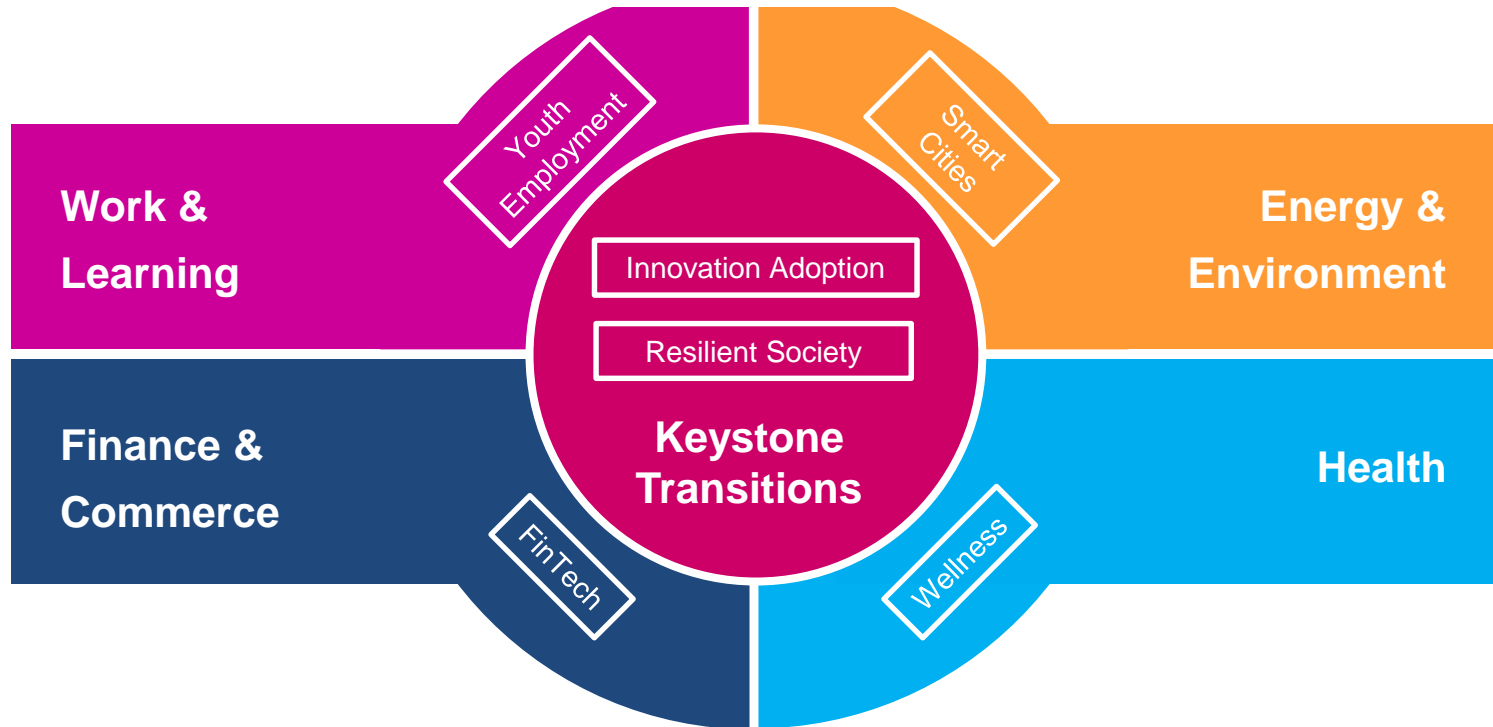 Youth
Employment
Smart
Cities
Work &
Learning
Energy &
Environment
Innovation Adoption
Resilient Society
Keystone
Transitions
Finance &
Commerce
Health
FinTech
Wellness